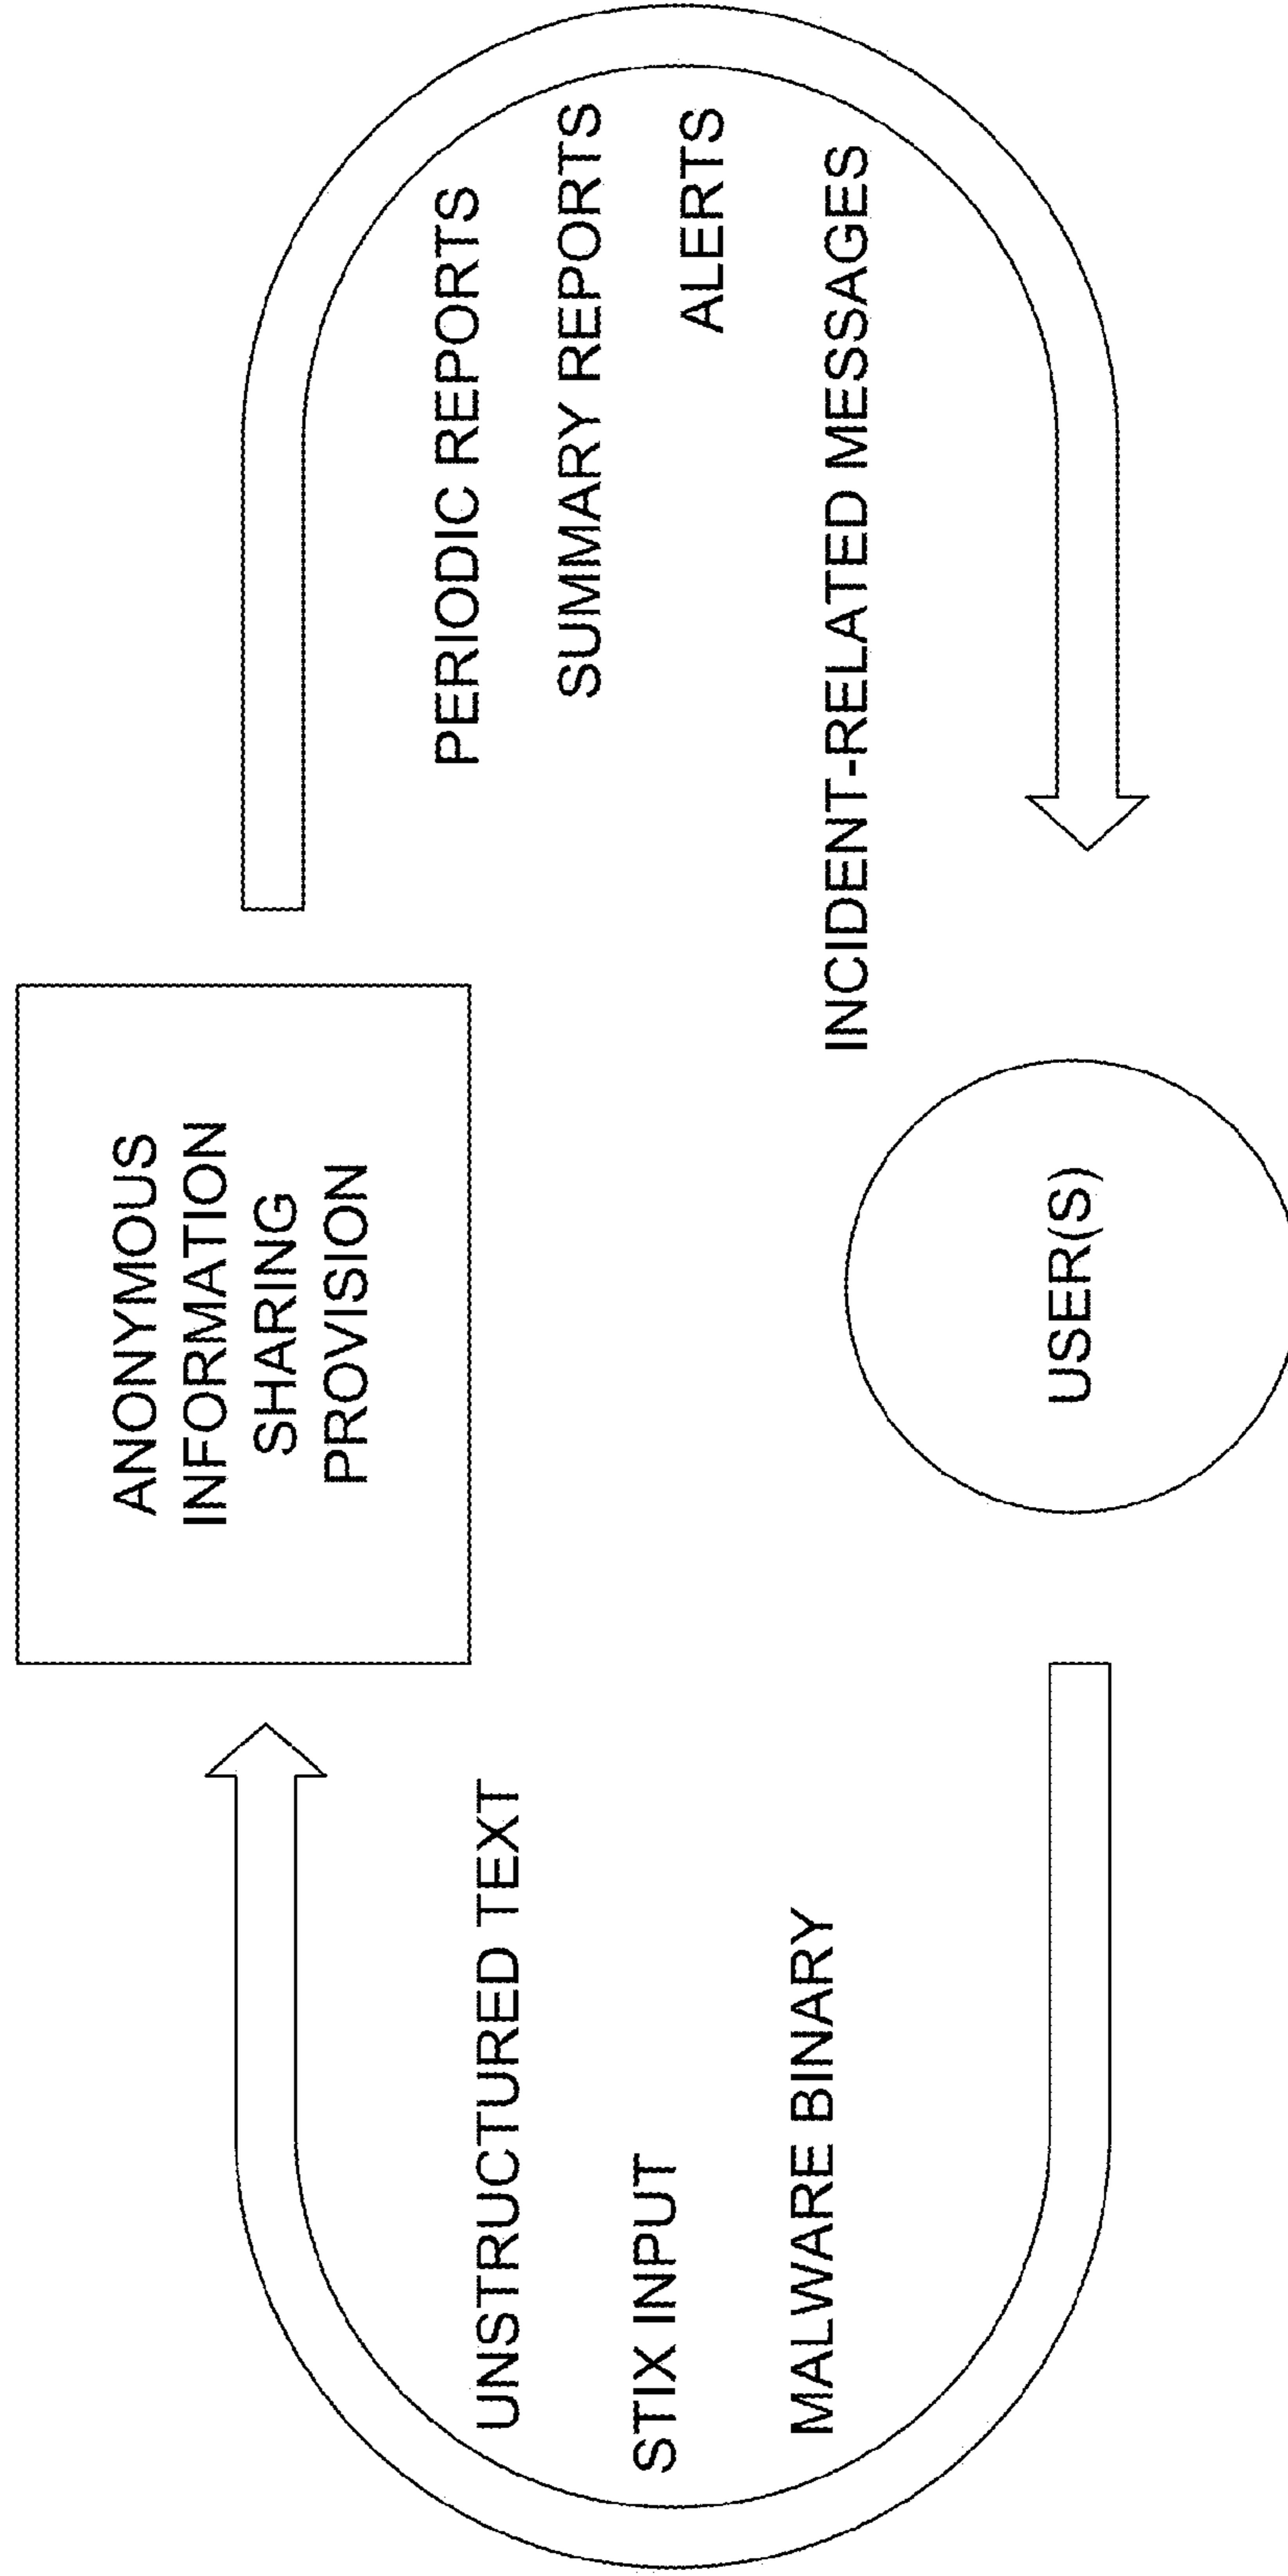 ANONYMOUS
INFORMATION
SHARING
PROVISION
UNSTRUCTURED TEXT
STIX INPUT
MALWARE BINARY
PERIODIC REPORTS
SUMMARY REPORTS
ALERTS
INCIDENT-RELATED MESSAGES
USER(S)